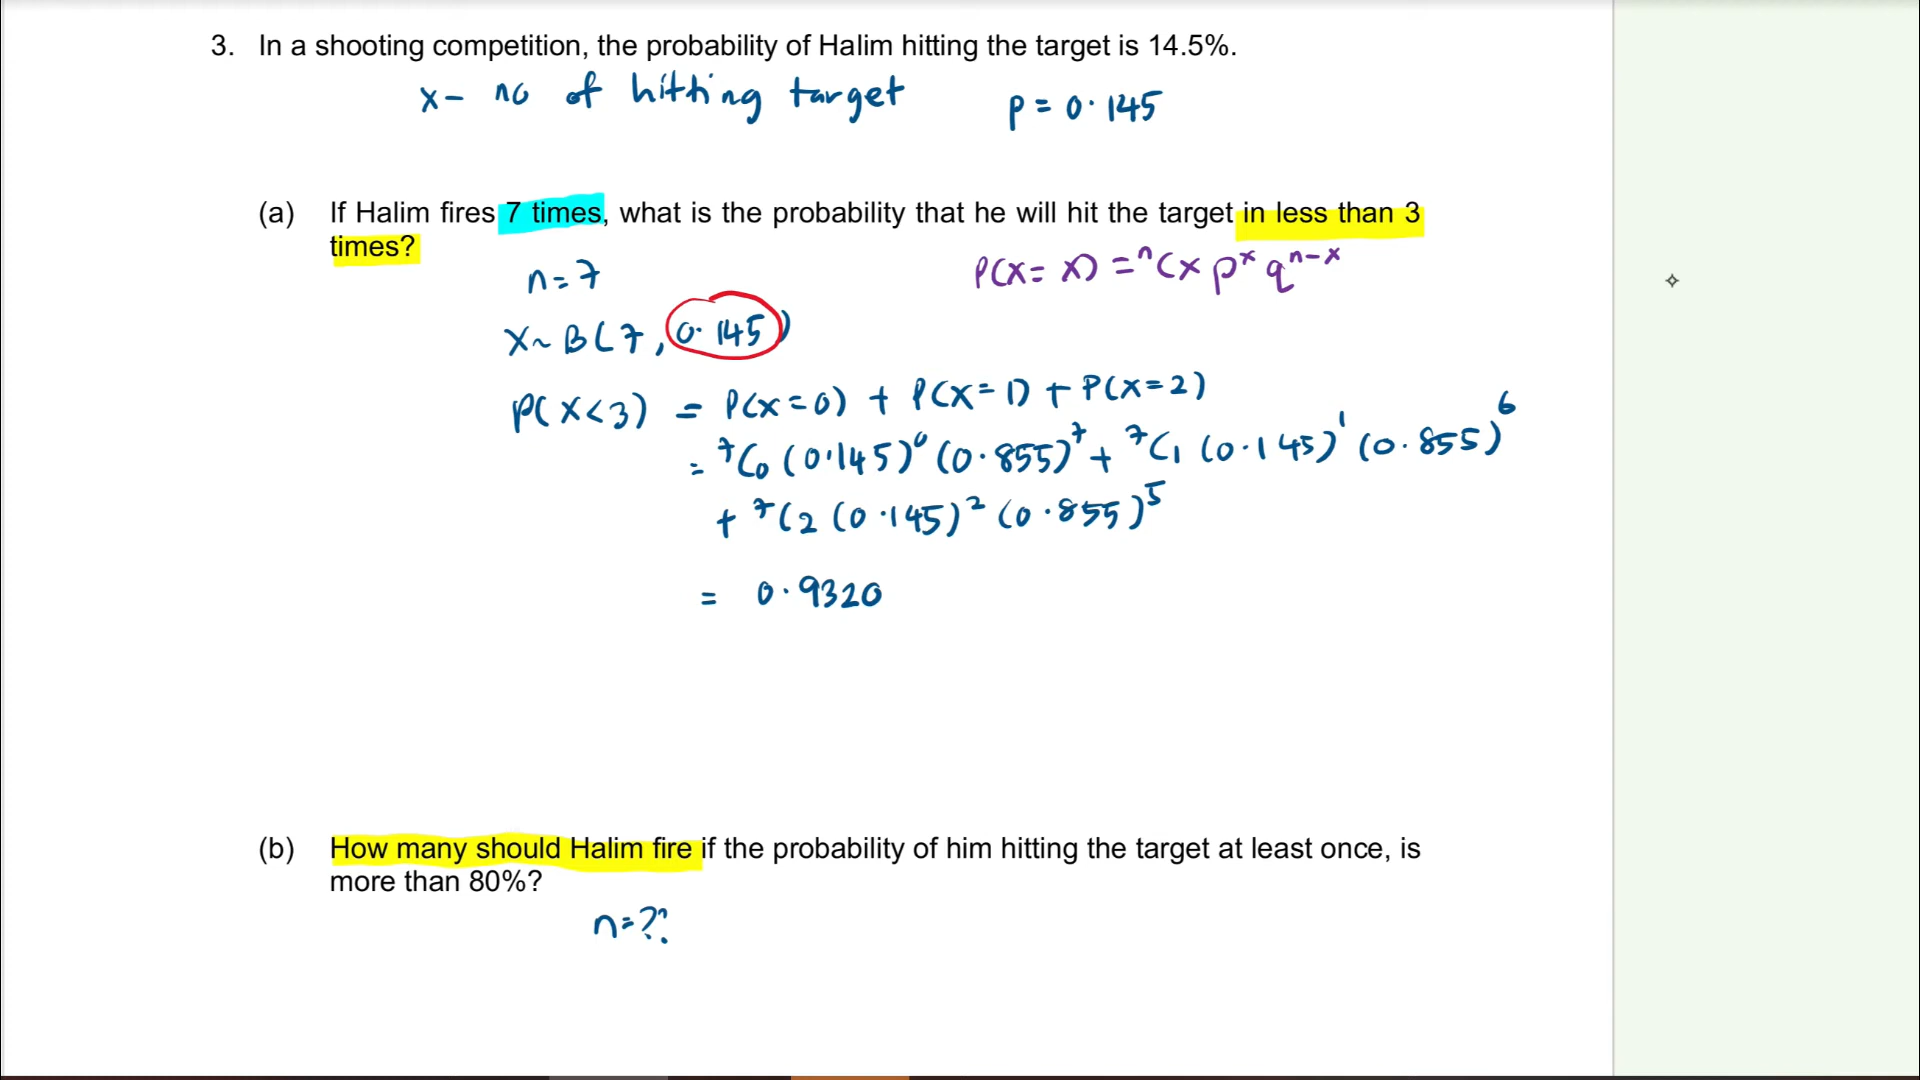 3. In a shooting competition, the probability of Halim hitting the target is 14.5%.
x - no of hitting target p = 0.145
(a) If Halim fires 7 times, what is the probability that he will hit the target in less than 3
times?
n = 7
P(X = x) = ⁿCx pˣ qⁿ⁻ˣ
X ~ B(7, 0.145)
P(X < 3) = P(X = 0) + P(X = 1) + P(X = 2)
= ⁷C₀ (0.145)⁰ (0.855)⁷ + ⁷C₁ (0.145)¹ (0.855)⁶
+ ⁷C₂ (0.145)² (0.855)⁵
= 0.9320
(b) How many should Halim fire if the probability of him hitting the target at least once, is
more than 80%?
n = ??